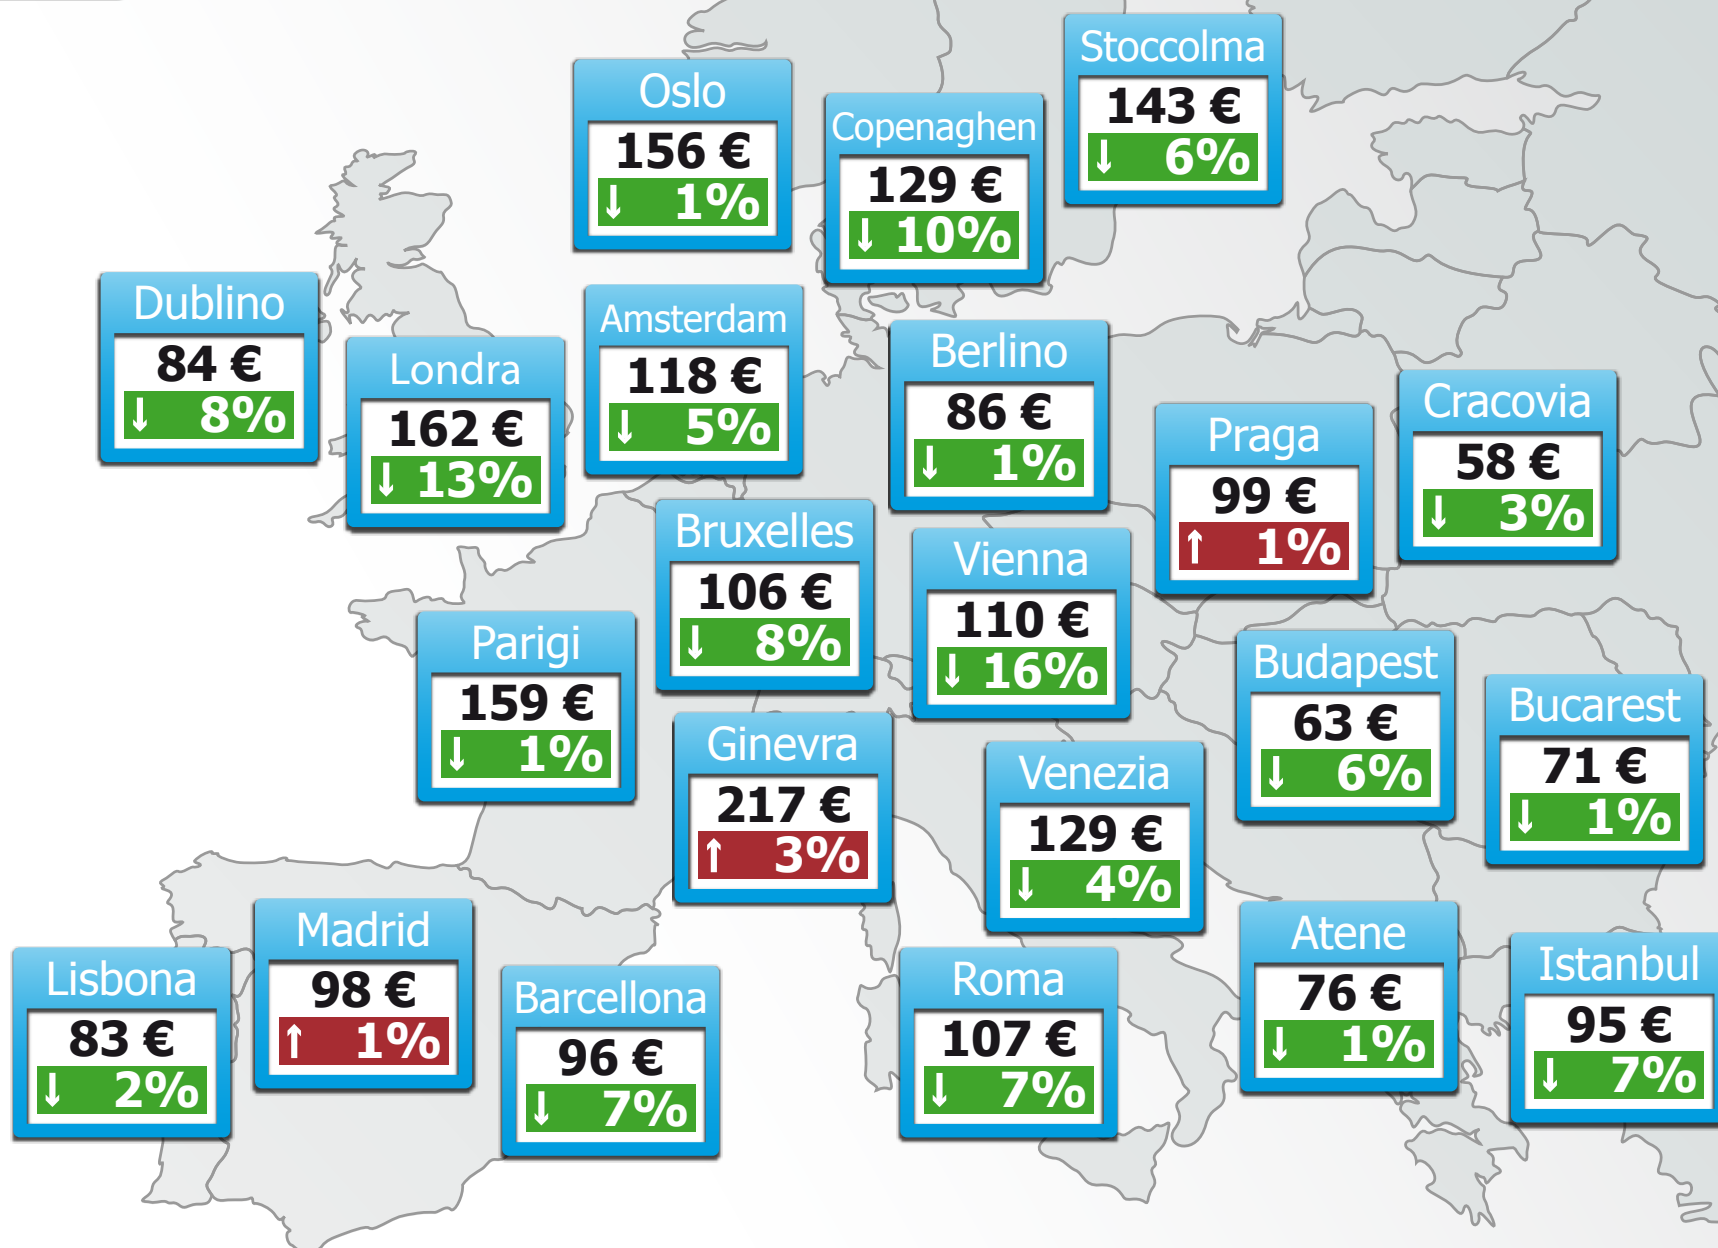 Stoccolma
143 €
↓ 6%
Oslo
156 €
↓ 1%
Copenaghen
129 €
↓ 10%
Dublino
84 €
↓ 8%
Londra
162 €
↓ 13%
Amsterdam
118 €
↓ 5%
Berlino
86 €
↓ 1%
Praga
99 €
↑ 1%
Cracovia
58 €
↓ 3%
Bruxelles
106 €
↓ 8%
Vienna
110 €
↓ 16%
Parigi
159 €
↓ 1%
Budapest
63 €
↓ 6%
Bucarest
71 €
↓ 1%
Ginevra
217 €
↑ 3%
Venezia
129 €
↓ 4%
Lisbona
83 €
↓ 2%
Madrid
98 €
↑ 1%
Barcellona
96 €
↓ 7%
Roma
107 €
↓ 7%
Atene
76 €
↓ 1%
Istanbul
95 €
↓ 7%